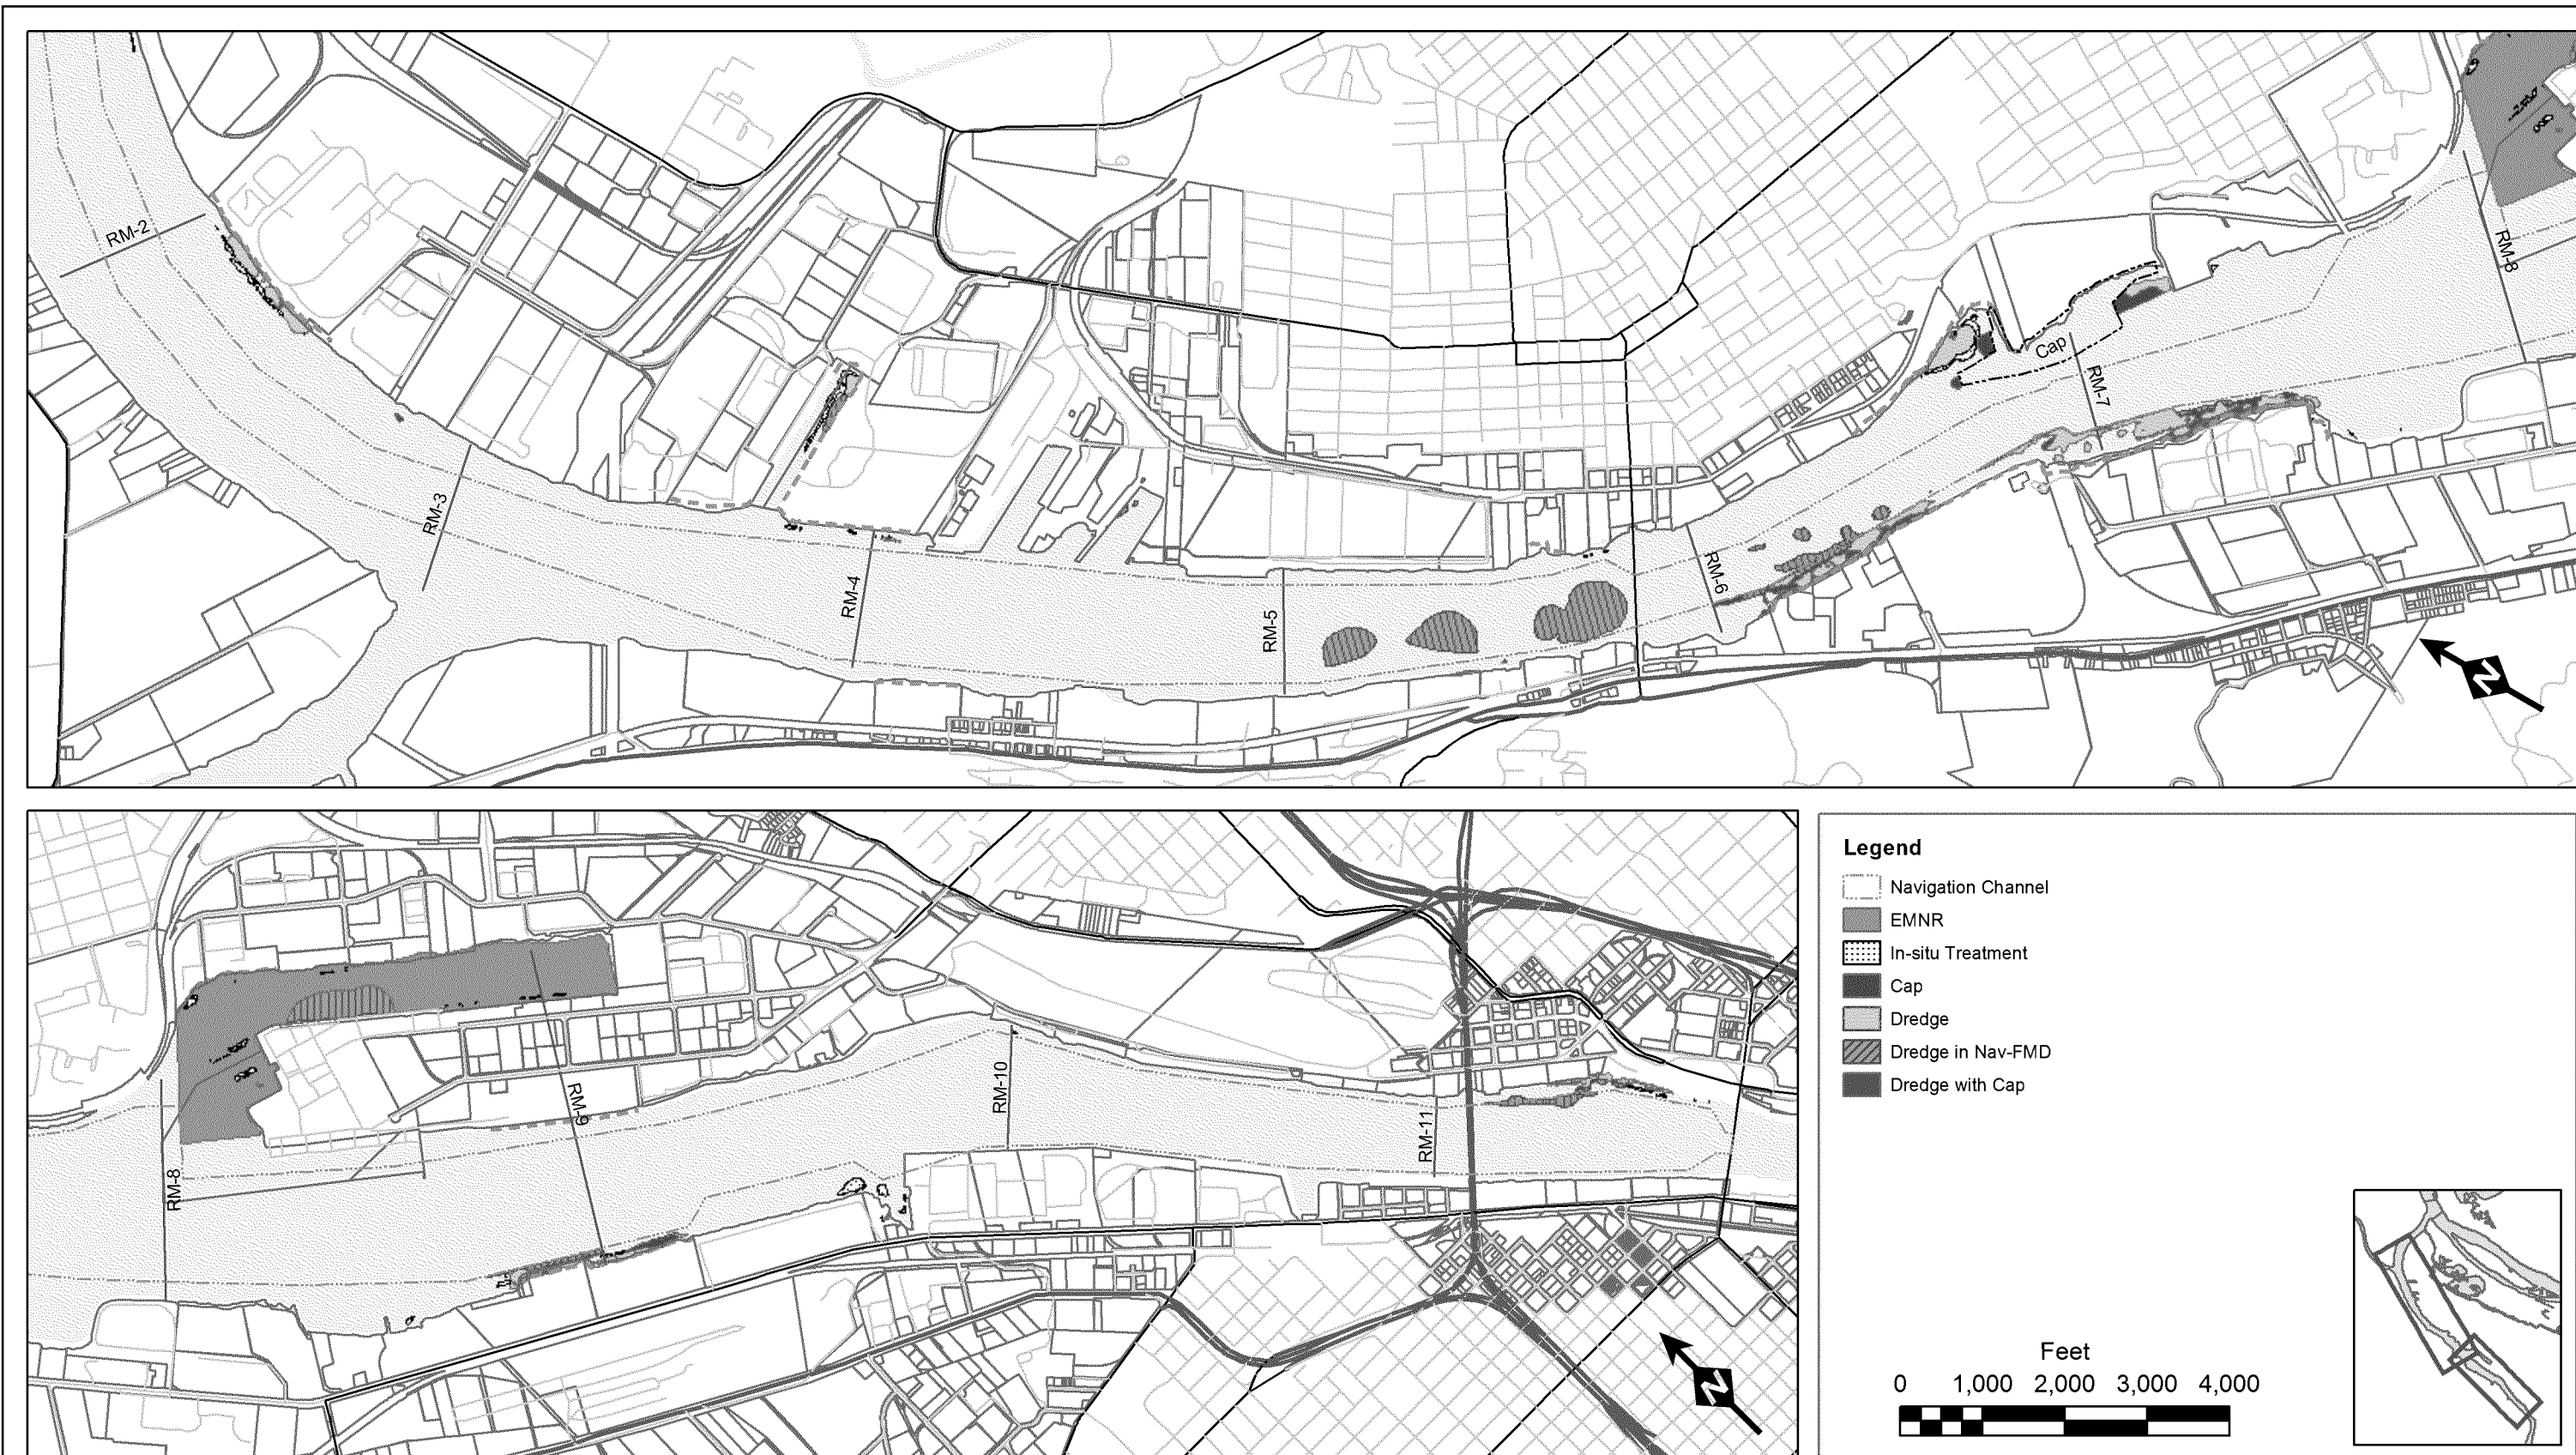 RM-2
RM-3
RM-4
RM-5
RM-6
Cap
RM-7
RM-8
N
RM-8
RM-9
RM-10
RM-11
N
Legend
Navigation Channel
EMNR
In-situ Treatment
Cap
Dredge
Dredge in Nav-FMD
Dredge with Cap
Feet
0 1,000 2,000 3,000 4,000